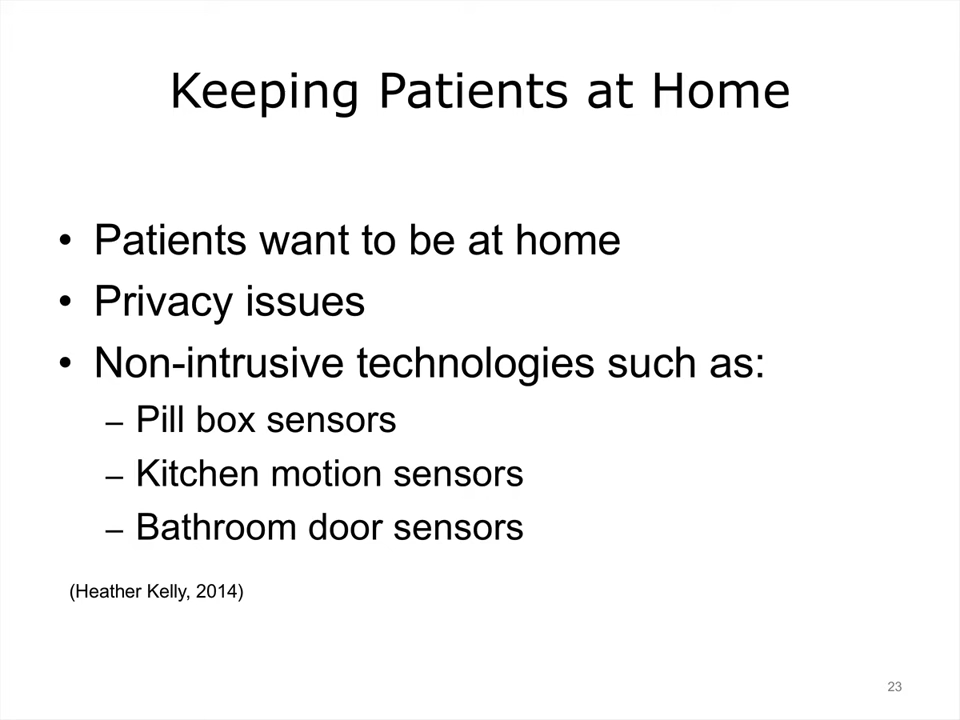 Keeping Patients at Home
• Patients want to be at home
• Privacy issues
• Non-intrusive technologies such as:
– Pill box sensors
– Kitchen motion sensors
– Bathroom door sensors
(Heather Kelly, 2014)
23